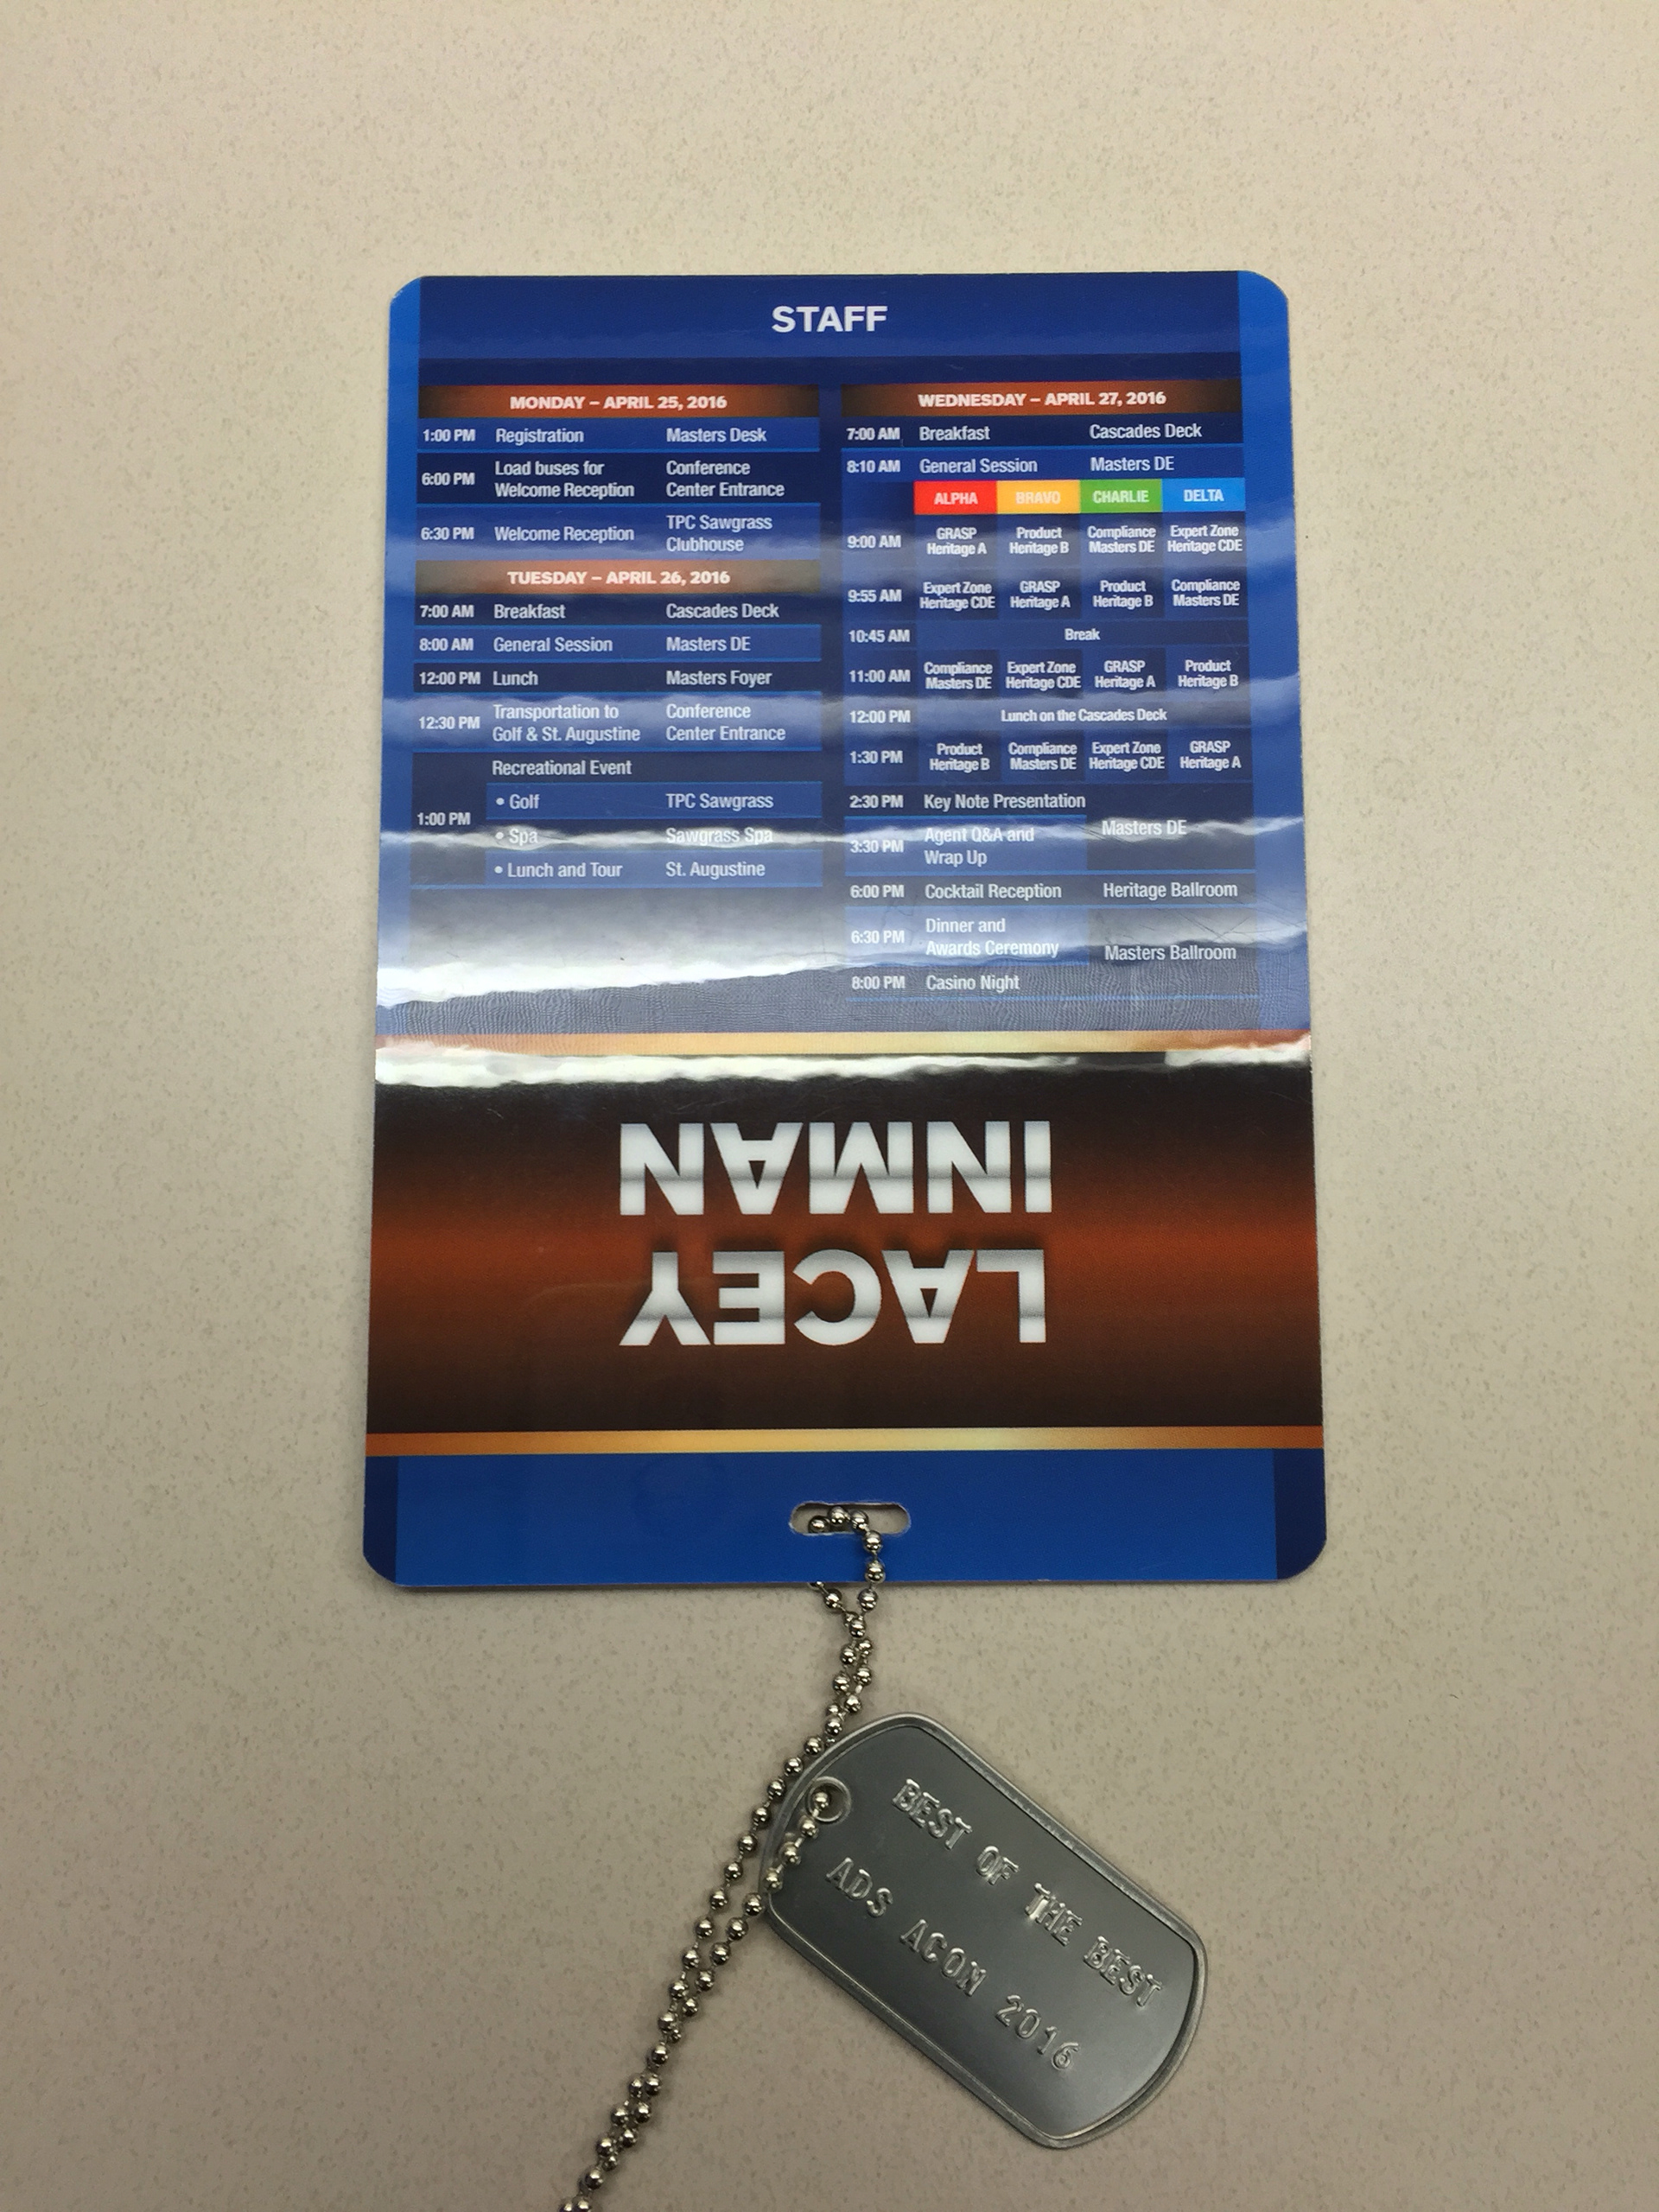 STAFF
MONDAY – APRIL 25, 2016
1:00 PM Registration Masters Desk
6:00 PM Load buses for Welcome Reception Conference Center Entrance
6:30 PM Welcome Reception TPC Sawgrass Clubhouse
TUESDAY – APRIL 26, 2016
7:00 AM Breakfast Cascades Deck
8:00 AM General Session Masters DE
12:00 PM Lunch Masters Foyer
12:30 PM Transportation to Golf & St. Augustine Conference Center Entrance
1:00 PM Recreational Event
• Golf TPC Sawgrass
• Spa Sawgrass Spa
• Lunch and Tour St. Augustine
WEDNESDAY – APRIL 27, 2016
7:00 AM Breakfast Cascades Deck
8:10 AM General Session Masters DE
ALPHA BRAVO CHARLIE DELTA
9:00 AM GRASP Heritage A Product Heritage B Compliance Masters DE Expert Zone Heritage CDE
9:55 AM Expert Zone Heritage CDE GRASP Heritage A Product Heritage B Compliance Masters DE
10:45 AM Break
11:00 AM Compliance Masters DE Expert Zone Heritage CDE GRASP Heritage A Product Heritage B
12:00 PM Lunch on the Cascades Deck
1:30 PM Product Heritage B Compliance Masters DE Expert Zone Heritage CDE GRASP Heritage A
2:30 PM Key Note Presentation
Masters DE
3:30 PM Agent Q&A and Wrap Up
6:00 PM Cocktail Reception Heritage Ballroom
6:30 PM Dinner and Awards Ceremony
Masters Ballroom
8:00 PM Casino Night
LACEY
INMAN
BEST OF THE BEST
ADS ACON 2016